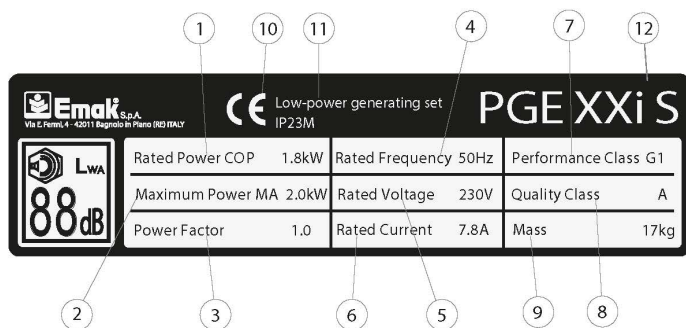 1 10 11 4 7 12
Emak S.p.A.
Via E. Fermi, 4 - 42011 Bagnolo in Piano (RE) ITALY
CE
Low-power generating set
IP23M
PGE XXi S
LWA
88dB
Rated Power COP 1.8kW Rated Frequency 50Hz Performance Class G1
Maximum Power MA 2.0kW Rated Voltage 230V Quality Class A
Power Factor 1.0 Rated Current 7.8A Mass 17kg
2 3 6 5 9 8